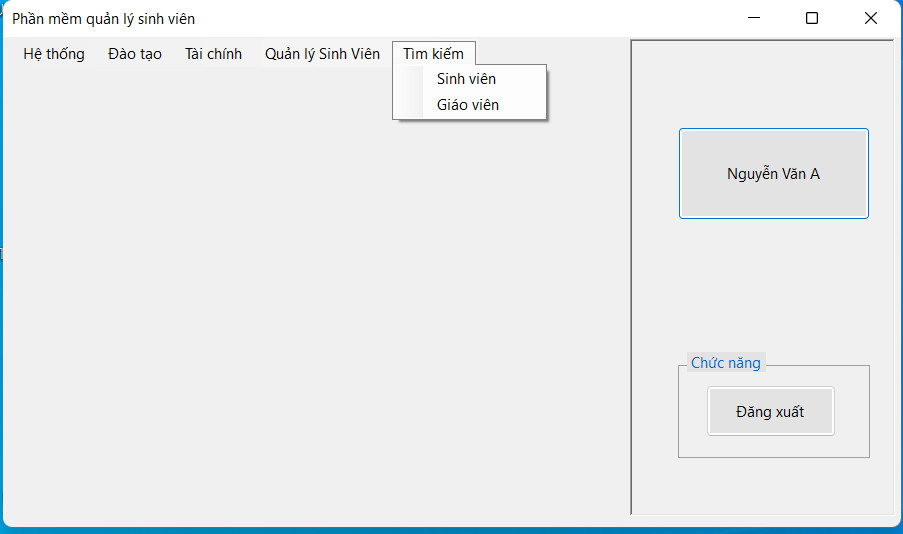 Phần mềm quản lý sinh viên
Hệ thống Đào tạo Tài chính Quản lý Sinh Viên Tìm kiếm
Sinh viên
Giáo viên
Nguyễn Văn A
Chức năng
Đăng xuất